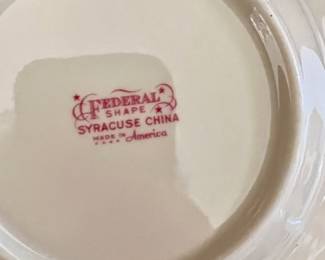 FEDERAL
SHAPE
SYRACUSE CHINA
MADE IN America